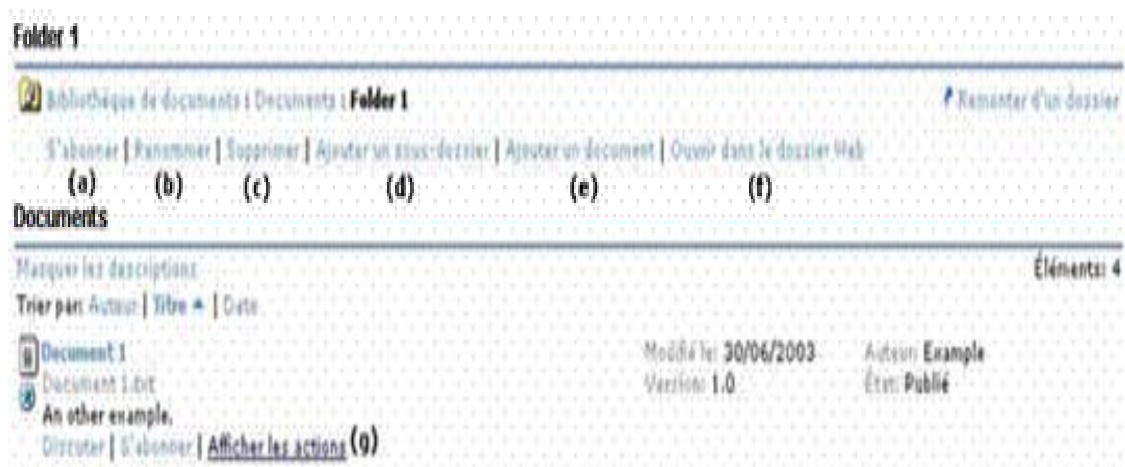 Folder 1
Bibliothèque de documents : Documents : Folder 1
Remonter d'un dossier
S'abonner | Renommer | Supprimer | Ajouter un sous-dossier | Ajouter un document | Ouvrir dans le dossier Web
(a) (b) (c) (d) (e) (f)
Documents
Masquer les descriptions
Éléments: 4
Trier par: Auteur | Titre | Date
Document 1 Modifié le: 30/06/2003 Auteur: Example
Document 1.txt Version: 1.0 État: Publié
An other example.
Discuter | S'abonner | Afficher les actions (g)